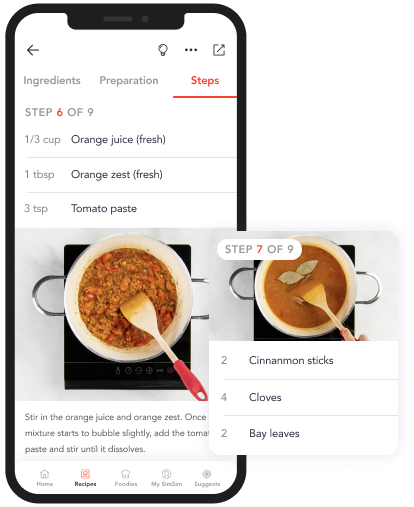 Ingredients Preparation Steps
STEP 6 OF 9
1/3 cup Orange juice (fresh)
1 tbsp Orange zest (fresh)
3 tsp Tomato paste
Stir in the orange juice and orange zest. Once
mixture starts to bubble slightly, add the
paste and stir until it dissolves.
Home Recipes Foodies My SimSim Suggests
STEP 7 OF 9
2 Cinnanmon sticks
4 Cloves
2 Bay leaves